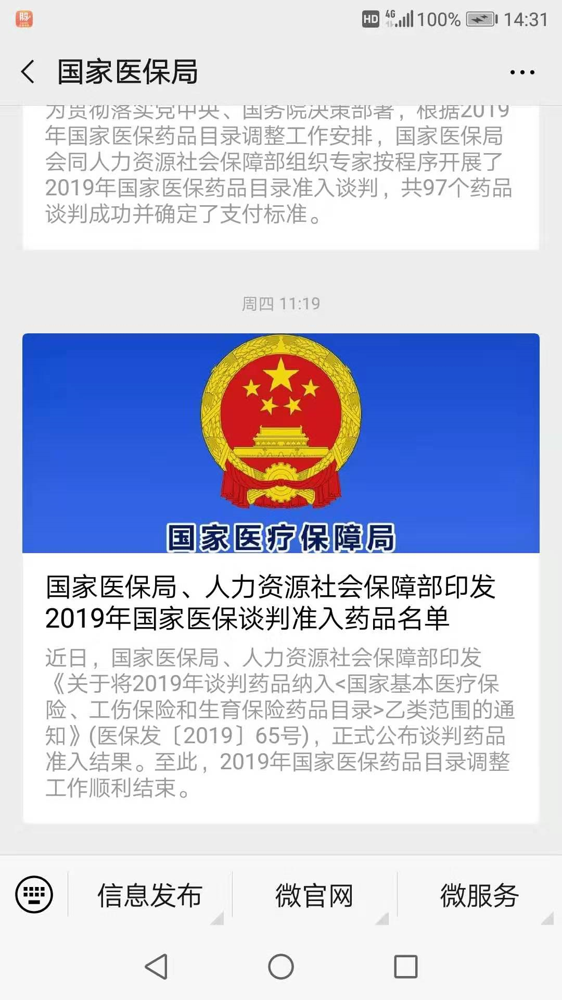 HD 4G 100% 14:31
国家医保局
为贯彻落实党中央、国务院决策部署，根据2019
年国家医保药品目录调整工作安排，国家医保局
会同人力资源社会保障部组织专家按程序开展了
2019年国家医保药品目录准入谈判，共97个药品
谈判成功并确定了支付标准。
周四 11:19
国家医疗保障局
国家医保局、人力资源社会保障部印发
2019年国家医保谈判准入药品名单
近日，国家医保局、人力资源社会保障部印发
《关于将2019年谈判药品纳入<国家基本医疗保
险、工伤保险和生育保险药品目录>乙类范围的通
知》(医保发〔2019〕65号)，正式公布谈判药品
准入结果。至此，2019年国家医保药品目录调整
工作顺利结束。
信息发布
微官网
微服务